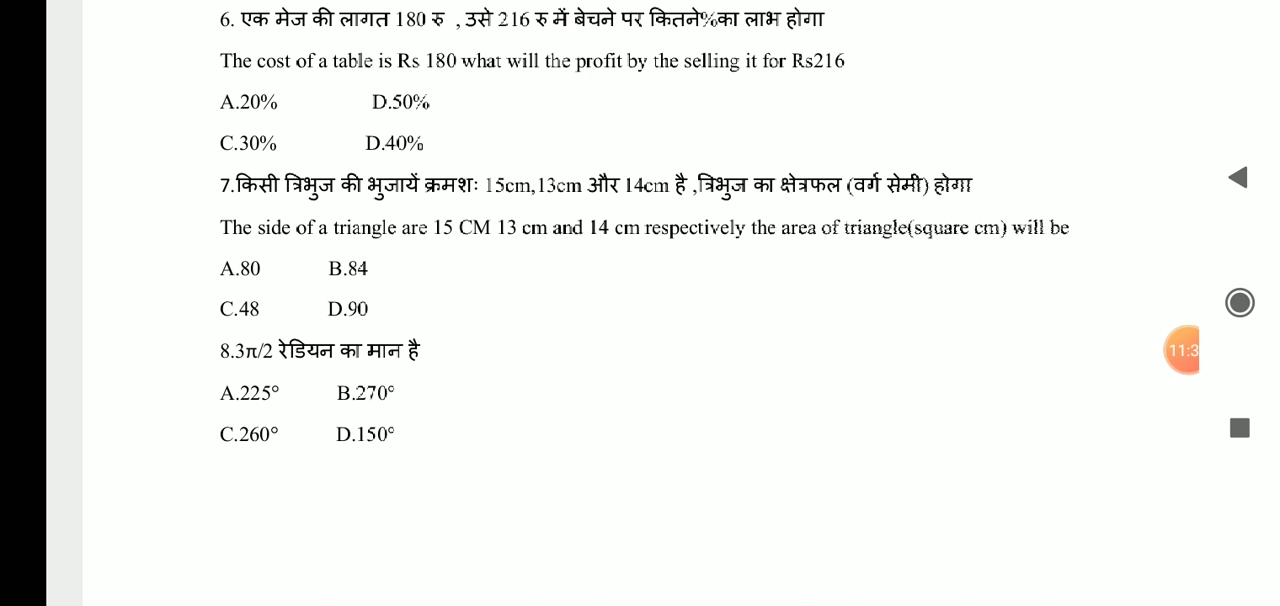 6. एक मेज की लागत 180 रु , उसे 216 रु में बेचने पर कितने%का लाभ होगा
The cost of a table is Rs 180 what will the profit by the selling it for Rs216
A.20% D.50%
C.30% D.40%
7.किसी त्रिभुज की भुजायें क्रमशः 15cm,13cm और 14cm है ,त्रिभुज का क्षेत्रफल (वर्ग सेमी) होगा
The side of a triangle are 15 CM 13 cm and 14 cm respectively the area of triangle(square cm) will be
A.80 B.84
C.48 D.90
8.3π/2 रेडियन का मान है
A.225° B.270°
C.260° D.150°
11:3